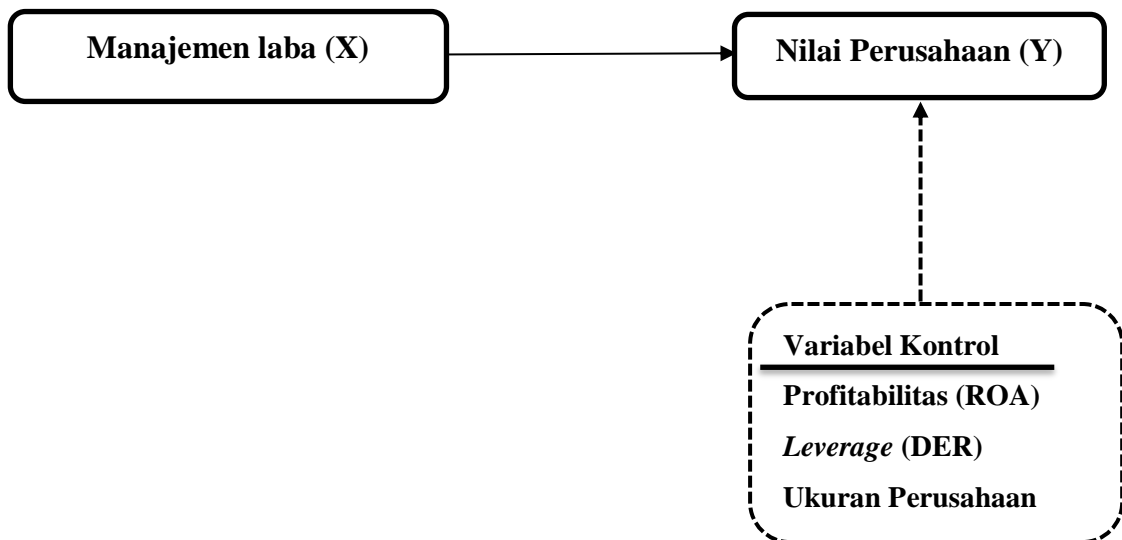 Manajemen laba (X)
Nilai Perusahaan (Y)
Variabel Kontrol
Profitabilitas (ROA)
Leverage (DER)
Ukuran Perusahaan